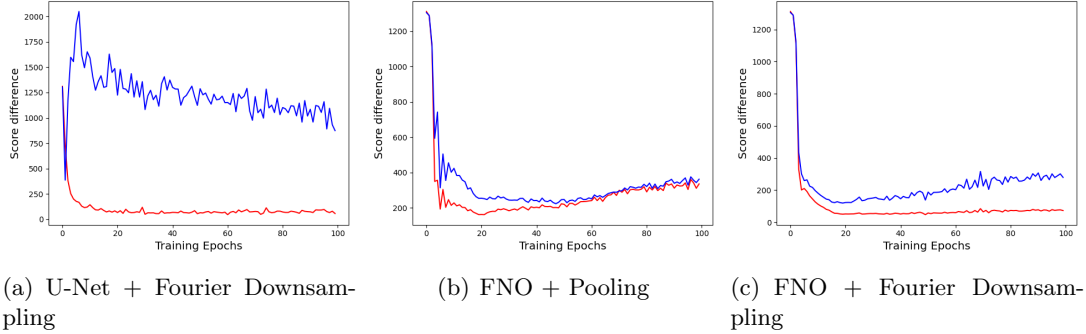 2000
1750
1500
1250
1000
750
500
250
0
Score difference
0 20 40 60 80 100
Training Epochs
1200
1000
800
600
400
200
Score difference
0 20 40 60 80 100
Training Epochs
1200
1000
800
600
400
200
0
Score difference
0 20 40 60 80 100
Training Epochs
(a) U-Net + Fourier Downsam-
pling
(b) FNO + Pooling
(c) FNO + Fourier Downsam-
pling